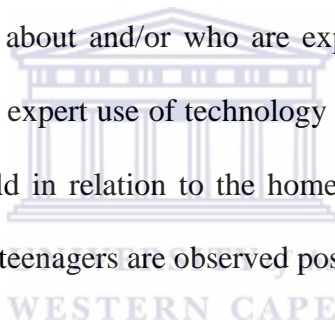 about and/or who are exp
expert use of technology
ld in relation to the home
UNIVERSITY of the
teenagers are observed pos
WESTERN CAPE